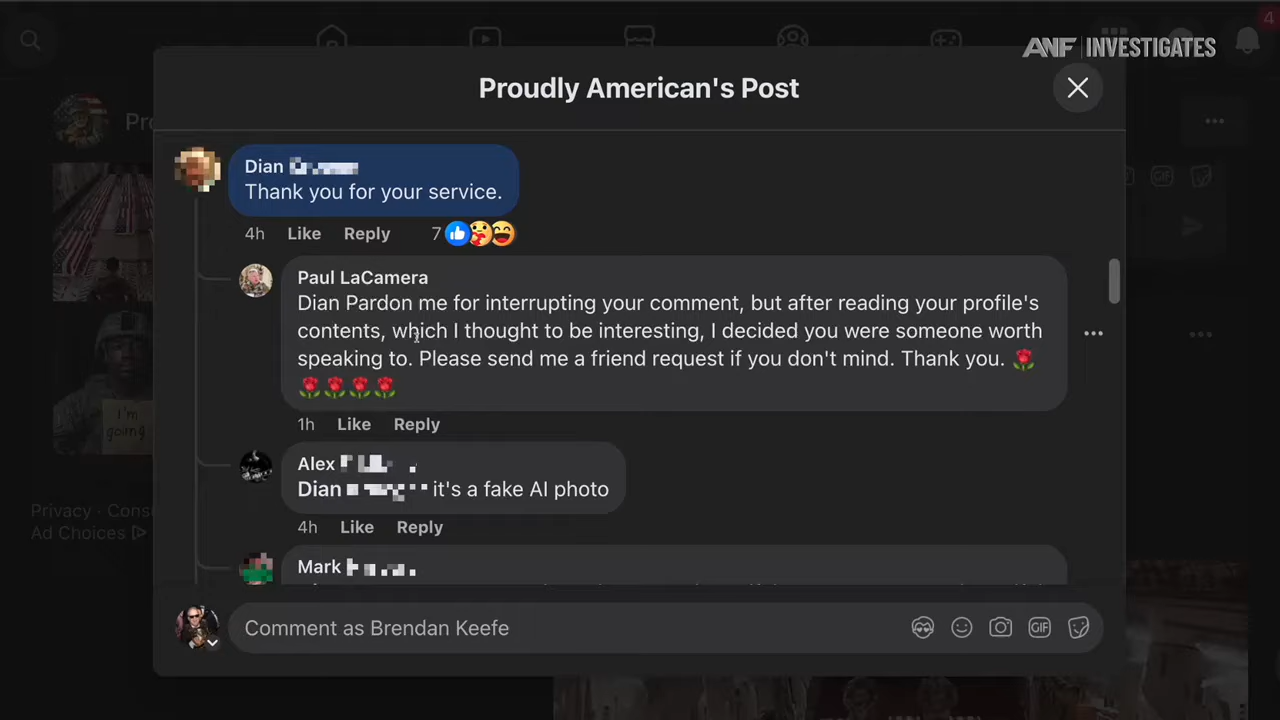 4
ANF INVESTIGATES
Proudly American's Post
Dian
Thank you for your service.
4h Like Reply 7
Paul LaCamera
Dian Pardon me for interrupting your comment, but after reading your profile's
contents, which I thought to be interesting, I decided you were someone worth
speaking to. Please send me a friend request if you don't mind. Thank you. 🌹
🌹🌹🌹🌹
1h Like Reply
I'm
going
Alex
Dian it's a fake AI photo
4h Like Reply
Privacy
Ad Choices
Mark
Comment as Brendan Keefe
GIF
GIF